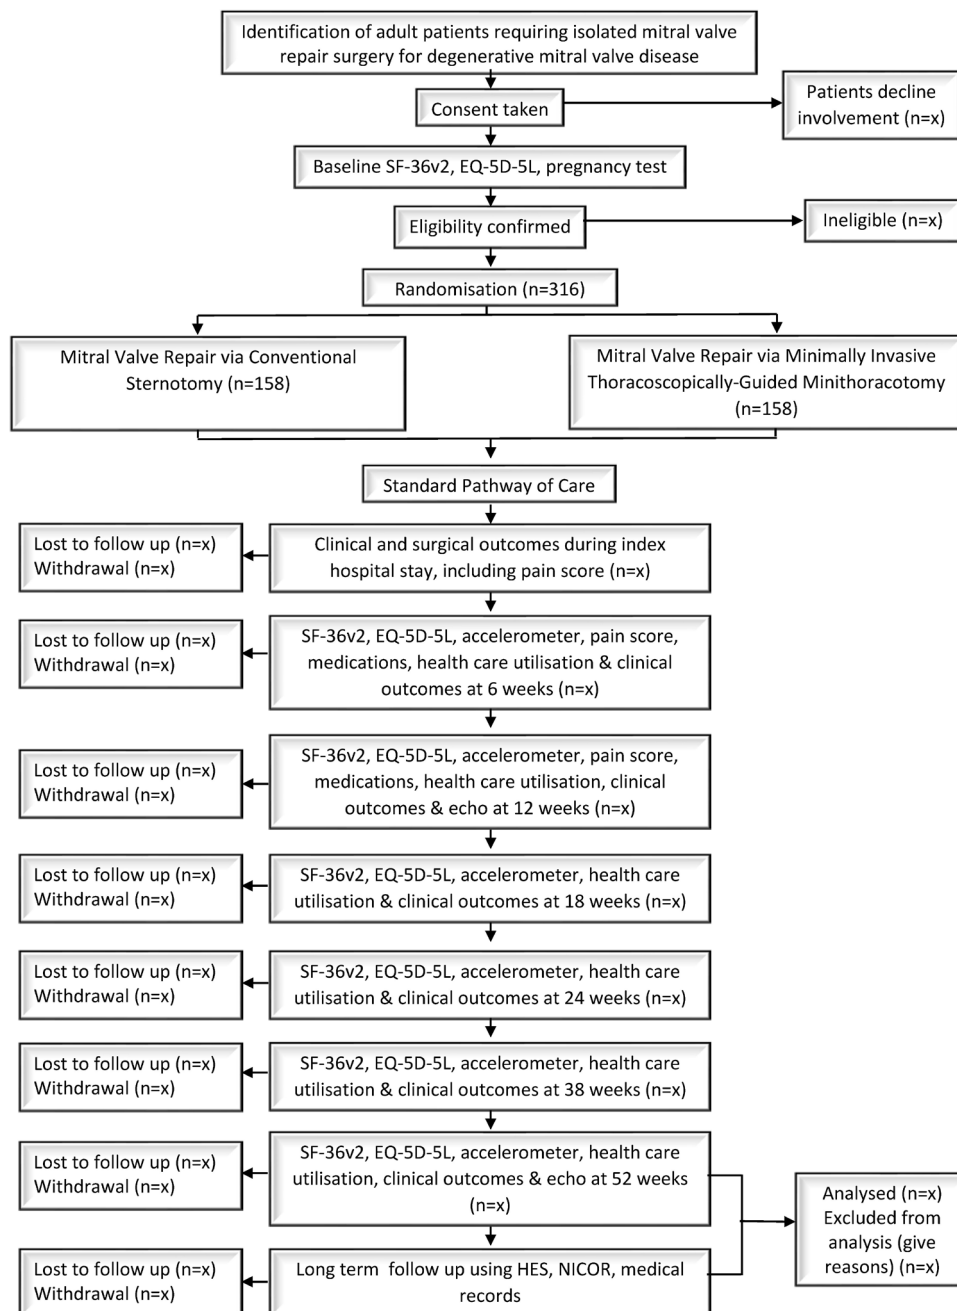 Identification of adult patients requiring isolated mitral valve
repair surgery for degenerative mitral valve disease
Consent taken
Patients decline
involvement (n=x)
Baseline SF-36v2, EQ-5D-5L, pregnancy test
Eligibility confirmed
Ineligible (n=x)
Randomisation (n=316)
Mitral Valve Repair via Conventional
Sternotomy (n=158)
Mitral Valve Repair via Minimally Invasive
Thoracoscopically-Guided Minithoracotomy
(n=158)
Standard Pathway of Care
Lost to follow up (n=x)
Withdrawal (n=x)
Clinical and surgical outcomes during index
hospital stay, including pain score (n=x)
Lost to follow up (n=x)
Withdrawal (n=x)
SF-36v2, EQ-5D-5L, accelerometer, pain score,
medications, health care utilisation & clinical
outcomes at 6 weeks (n=x)
Lost to follow up (n=x)
Withdrawal (n=x)
SF-36v2, EQ-5D-5L, accelerometer, pain score,
medications, health care utilisation, clinical
outcomes & echo at 12 weeks (n=x)
Lost to follow up (n=x)
Withdrawal (n=x)
SF-36v2, EQ-5D-5L, accelerometer, health care
utilisation & clinical outcomes at 18 weeks (n=x)
Lost to follow up (n=x)
Withdrawal (n=x)
SF-36v2, EQ-5D-5L, accelerometer, health care
utilisation & clinical outcomes at 24 weeks (n=x)
Lost to follow up (n=x)
Withdrawal (n=x)
SF-36v2, EQ-5D-5L, accelerometer, health care
utilisation & clinical outcomes at 38 weeks (n=x)
Lost to follow up (n=x)
Withdrawal (n=x)
SF-36v2, EQ-5D-5L, accelerometer, health care
utilisation, clinical outcomes & echo at 52 weeks
(n=x)
Analysed (n=x)
Excluded from
analysis (give
reasons) (n=x)
Lost to follow up (n=x)
Withdrawal (n=x)
Long term follow up using HES, NICOR, medical
records